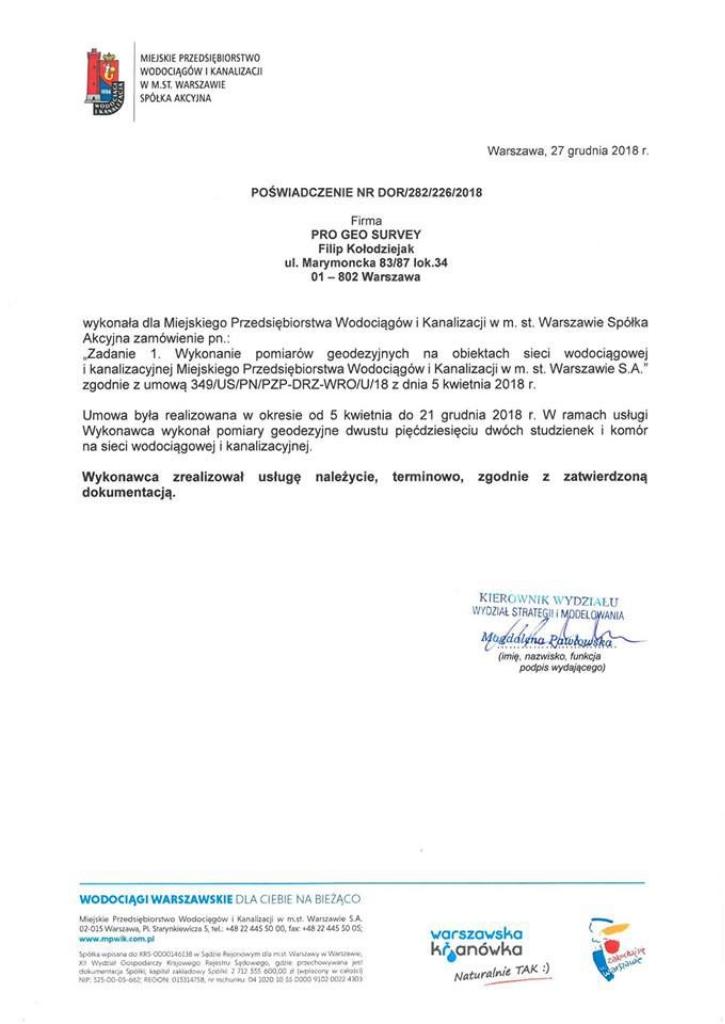 MIEJSKIE PRZEDSIĘBIORSTWO
WODOCIĄGÓW I KANALIZACJI
W M.ST. WARSZAWIE
SPÓŁKA AKCYJNA
WODOCIĄGI
I KANALIZACJA
Warszawa, 27 grudnia 2018 r.
POŚWIADCZENIE NR DOR/282/226/2018
Firma
PRO GEO SURVEY
Filip Kołodziejak
ul. Marymoncka 83/87 lok.34
01 – 802 Warszawa
wykonała dla Miejskiego Przedsiębiorstwa Wodociągów i Kanalizacji w m. st. Warszawie Spółka
Akcyjna zamówienie pn.:
„Zadanie 1. Wykonanie pomiarów geodezyjnych na obiektach sieci wodociągowej
i kanalizacyjnej Miejskiego Przedsiębiorstwa Wodociągów i Kanalizacji w m. st. Warszawie S.A."
zgodnie z umową 349/US/PN/PZP-DRZ-WRO/U/18 z dnia 5 kwietnia 2018 r.
Umowa była realizowana w okresie od 5 kwietnia do 21 grudnia 2018 r. W ramach usługi
Wykonawca wykonał pomiary geodezyjne dwustu pięćdziesięciu dwóch studzienek i komór
na sieci wodociągowej i kanalizacyjnej.
Wykonawca zrealizował usługę należycie, terminowo, zgodnie z zatwierdzoną
dokumentacją.
KIEROWNIK WYDZIAŁU
WYDZIAŁ STRATEGII i MODELOWANIA
Magdalena Pawłowska
(imię, nazwisko, funkcja
podpis wydającego)
WODOCIĄGI WARSZAWSKIE DLA CIEBIE NA BIEŻĄCO
Miejskie Przedsiębiorstwo Wodociągów i Kanalizacji w m.st. Warszawie S.A.
02-015 Warszawa, Pl. Starynkiewicza 5, tel.: +48 22 445 50 00, fax: +48 22 445 50 05;
www.mpwik.com.pl
Spółka wpisana do KRS-0000146138 w Sądzie Rejonowym dla m.st. Warszawy w Warszawie,
XII Wydział Gospodarczy Krajowego Rejestru Sądowego, gdzie przechowywana jest
dokumentacja Spółki; kapitał zakładowy Spółki: 2 712 355 600,00 zł (wpłacony w całości)
NIP: 525-00-05-662; REGON: 015314758, nr rachunku: 04 1020 10 55 0000 9102 0022 4303
warszawska
kranówka
Naturalnie TAK :)
zakochaj się
w Warszawie